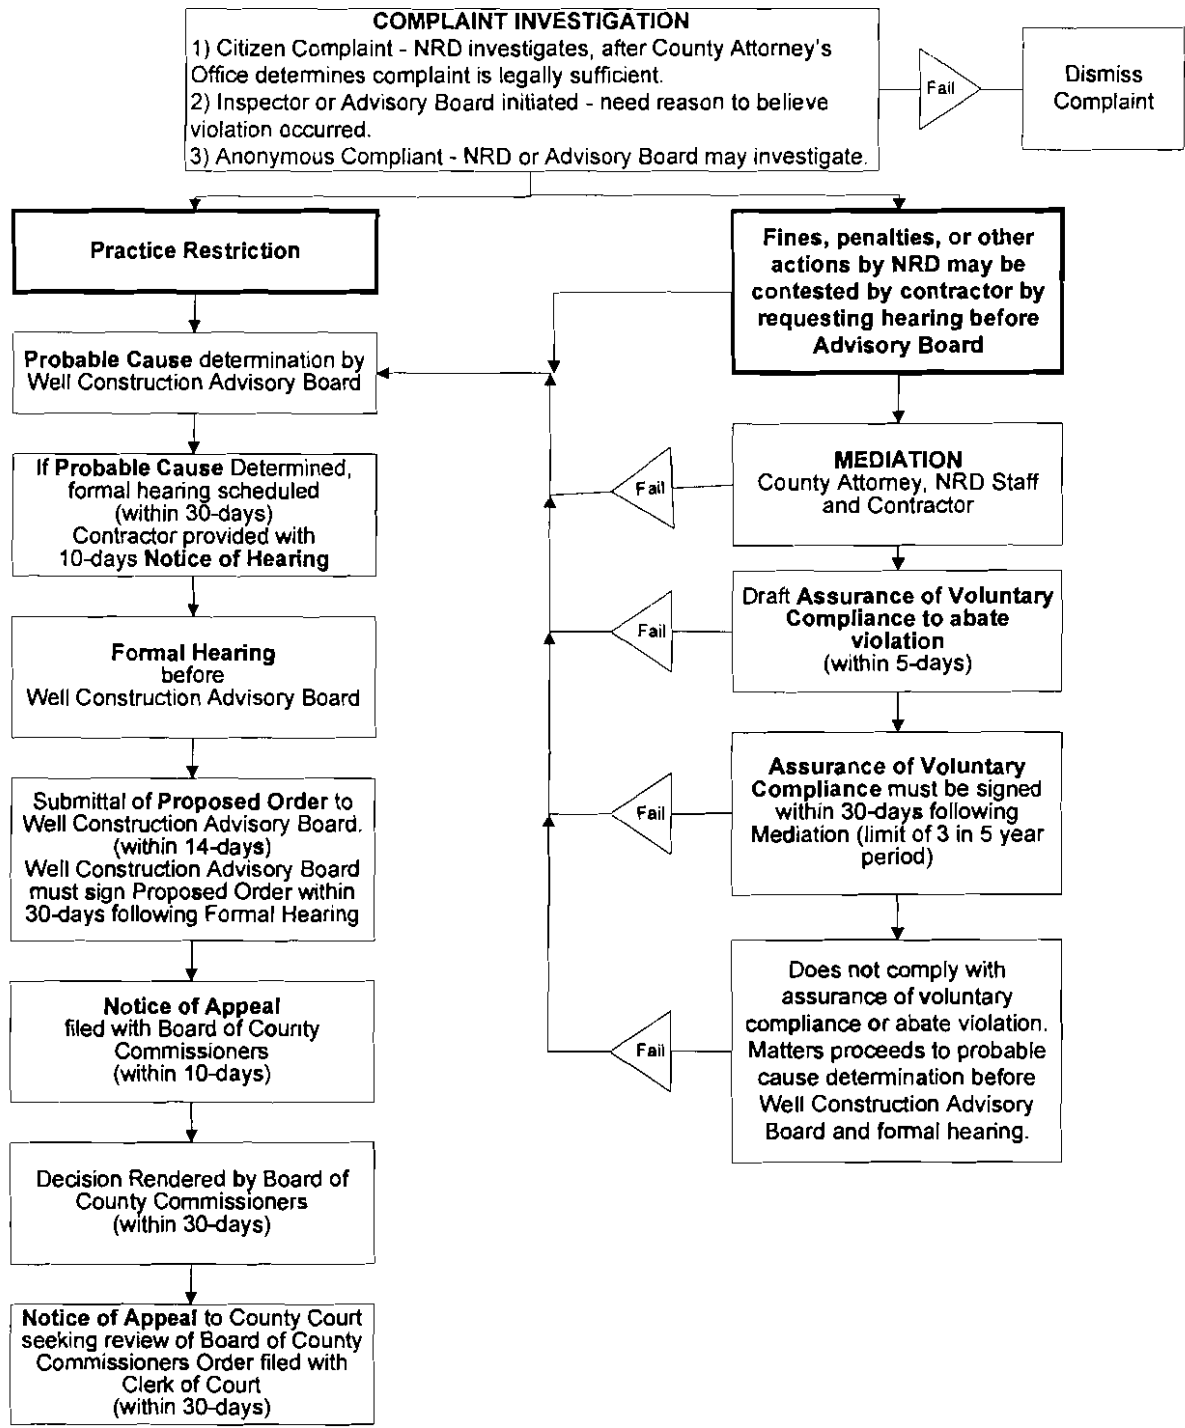 COMPLAINT INVESTIGATION
1) Citizen Complaint - NRD investigates, after County Attorney's
Office determines complaint is legally sufficient.
2) Inspector or Advisory Board initiated - need reason to believe
violation occurred.
3) Anonymous Compliant - NRD or Advisory Board may investigate.
Fail
Dismiss
Complaint
Practice Restriction
Probable Cause determination by
Well Construction Advisory Board
If Probable Cause Determined,
formal hearing scheduled
(within 30-days)
Contractor provided with
10-days Notice of Hearing
Formal Hearing
before
Well Construction Advisory Board
Submittal of Proposed Order to
Well Construction Advisory Board.
(within 14-days)
Well Construction Advisory Board
must sign Proposed Order within
30-days following Formal Hearing
Notice of Appeal
filed with Board of County
Commissioners
(within 10-days)
Decision Rendered by Board of
County Commissioners
(within 30-days)
Notice of Appeal to County Court
seeking review of Board of County
Commissioners Order filed with
Clerk of Court
(within 30-days)
Fines, penalties, or other
actions by NRD may be
contested by contractor by
requesting hearing before
Advisory Board
MEDIATION
County Attorney, NRD Staff
and Contractor
Fail
Draft Assurance of Voluntary
Compliance to abate
violation
(within 5-days)
Fail
Assurance of Voluntary
Compliance must be signed
within 30-days following
Mediation (limit of 3 in 5 year
period)
Fail
Does not comply with
assurance of voluntary
compliance or abate violation.
Matters proceeds to probable
cause determination before
Well Construction Advisory
Board and formal hearing.
Fail